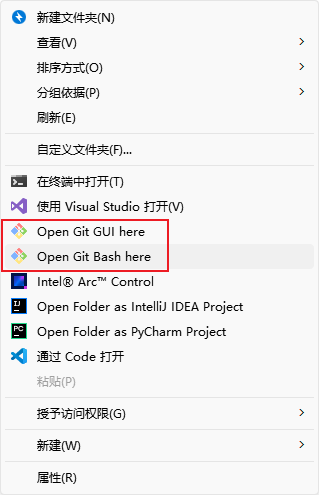 新建文件夹(N)
查看(V)
排序方式(O)
分组依据(P)
刷新(E)
自定义文件夹(F)...
在终端中打开(T)
使用 Visual Studio 打开(V)
Open Git GUI here
Open Git Bash here
Intel® Arc™ Control
Open Folder as IntelliJ IDEA Project
Open Folder as PyCharm Project
通过 Code 打开
粘贴(P)
授予访问权限(G)
新建(W)
属性(R)